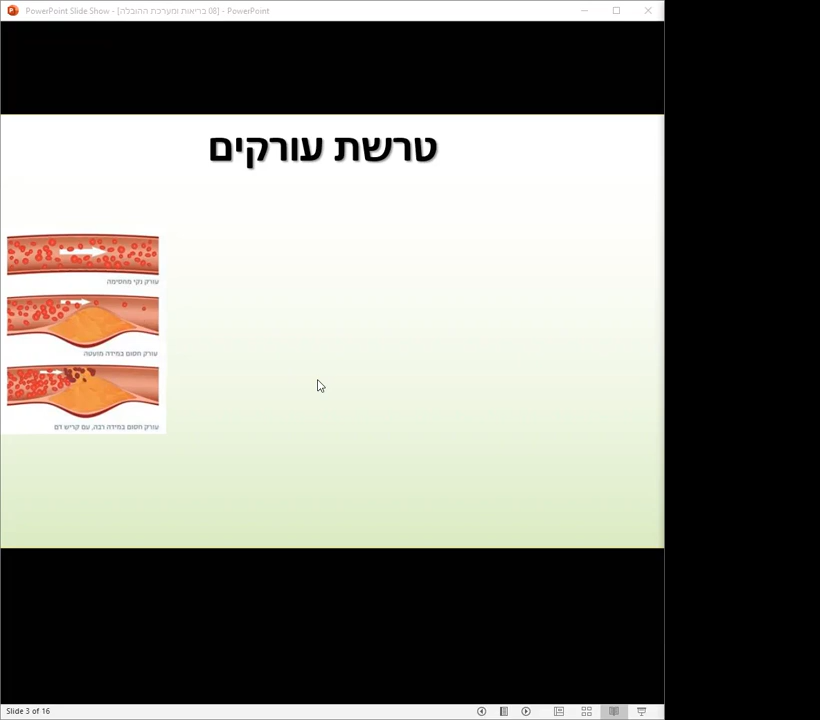 PowerPoint Slide Show - [08 בריאות ומערכת ההובלה] - PowerPoint
טרשת עורקים
עורק נקי מחסימה
עורק חסום במידה מועטה
עורק חסום במידה רבה, עם קריש דם
Slide 3 of 16